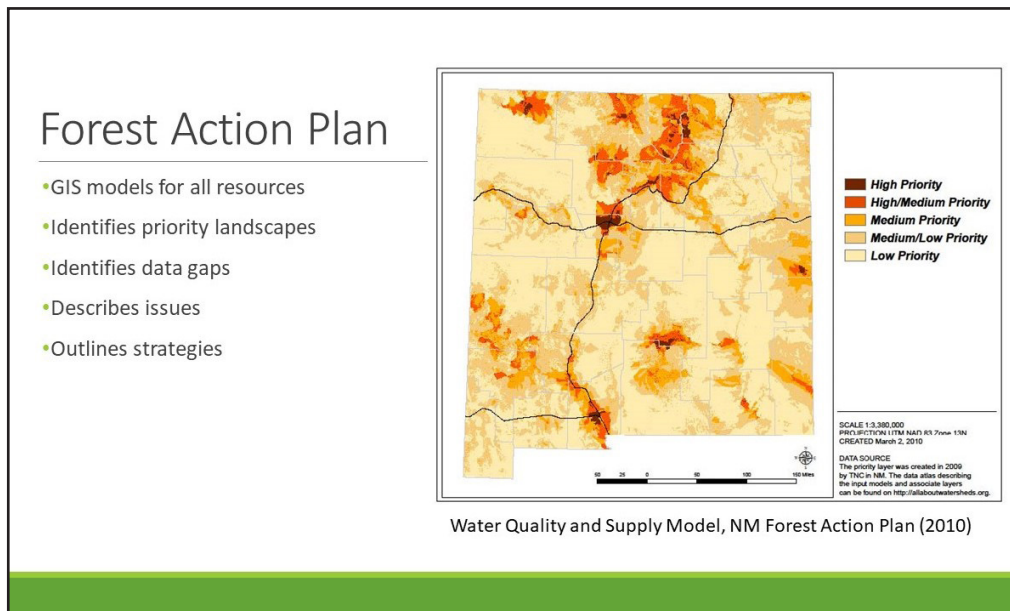 Forest Action Plan
•GIS models for all resources
•Identifies priority landscapes
•Identifies data gaps
•Describes issues
•Outlines strategies
High Priority
High/Medium Priority
Medium Priority
Medium/Low Priority
Low Priority
SCALE 1:3,380,000
PROJECTION UTM NAD 83 Zone 13N
CREATED March 2, 2010
DATA SOURCE
The priority layer was created in 2009
by TNC in NM. The data atlas describing
the input models and associate layers
can be found on http://allaboutwatersheds.org.
50 25 0 50 100 150 Miles
Water Quality and Supply Model, NM Forest Action Plan (2010)